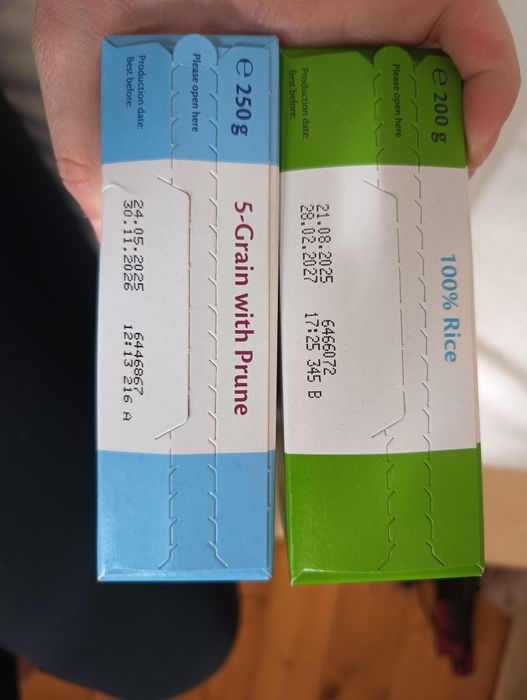 ℮ 250g
Please open here
Production date:
Best before:
5-Grain with Prune
24.05.2025 6446867
30.11.2026 12:13 216 A
℮ 200g
Please open here
Production date:
Best before:
100% Rice
21.08.2025 6466072
28.02.2027 17:25 345 B